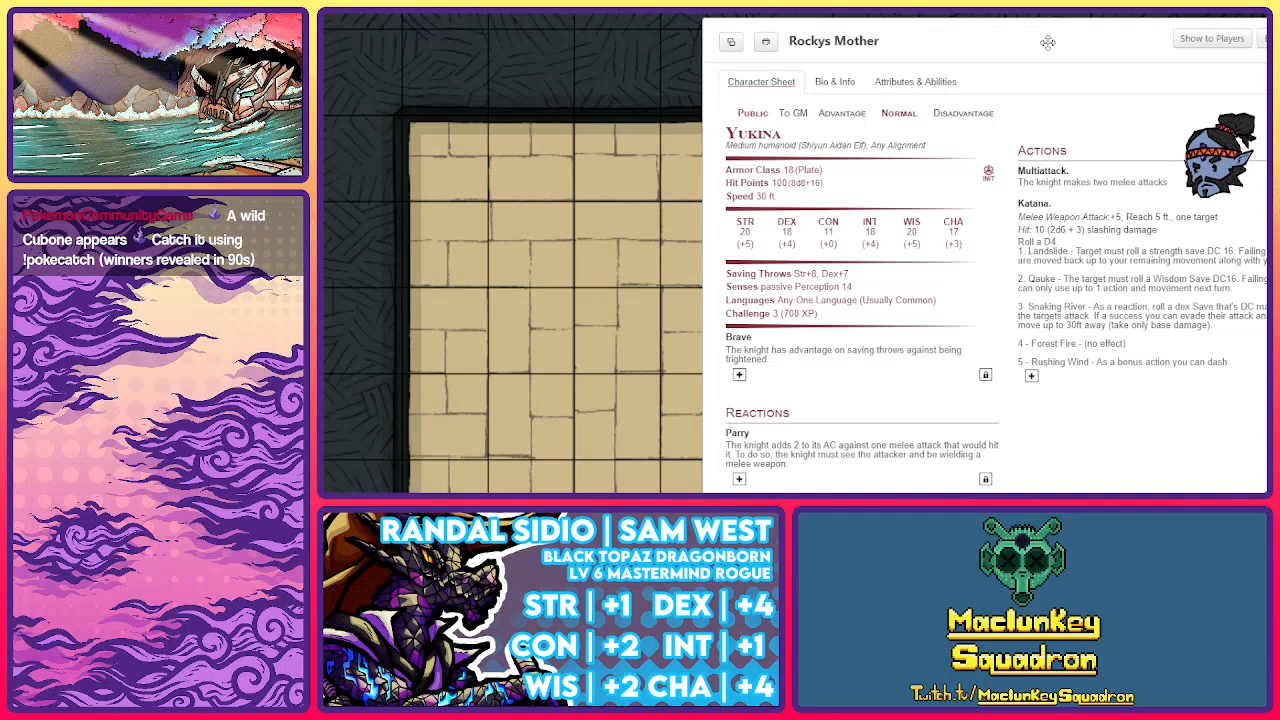 PokemonCommunityGame A wild
Cubone appears Catch it using
!pokecatch (winners revealed in 90s)
Rockys Mother
Show to Players
Character Sheet Bio & Info Attributes & Abilities
PUBLIC TO GM ADVANTAGE NORMAL DISADVANTAGE
YUKINA
Medium humanoid (Shiyun Aidan Elf), Any Alignment
Armor Class 18 (Plate)
Hit Points 100 (8d8+16)
Speed 30 ft.
INIT
STR DEX CON INT WIS CHA
20 18 11 18 20 17
(+5) (+4) (+0) (+4) (+5) (+3)
Saving Throws Str+8, Dex+7
Senses passive Perception 14
Languages Any One Language (Usually Common)
Challenge 3 (700 XP)
Brave
The knight has advantage on saving throws against being
frightened.
REACTIONS
Parry
The knight adds 2 to Its AC against one melee attack that would hit
it. To do so, the knight must see the attacker and be wielding a
melee weapon.
ACTIONS
Multiattack.
The knight makes two melee attacks.
Katana.
Melee Weapon Attack:+5, Reach 5 ft., one target
Hit: 10 (2d6 + 3) slashing damage
Roll a D4.
1. Landslide - Target must roll a strength save DC 16. Failing
are moved back up to your remaining movement along with y
2. Qauke - The target must roll a Wisdom Save DC16. Failing
can only use up to 1 action and movement next turn.
3. Snaking River - As a reaction, roll a dex Save that's DC ma
the targets attack. If a success you can evade their attack an
move up to 30ft away (take only base damage).
4 - Forest Fire - (no effect)
5 - Rushing Wind - As a bonus action you can dash.
RANDAL SIDIO | SAM WEST
BLACK TOPAZ DRAGONBORN
LV 6 MASTERMIND ROGUE
STR | +1 DEX | +4
CON | +2 INT | +1
WIS | +2 CHA | +4
MaclunKey
Squadron
Twitch.tv/MaclunKeySquadron